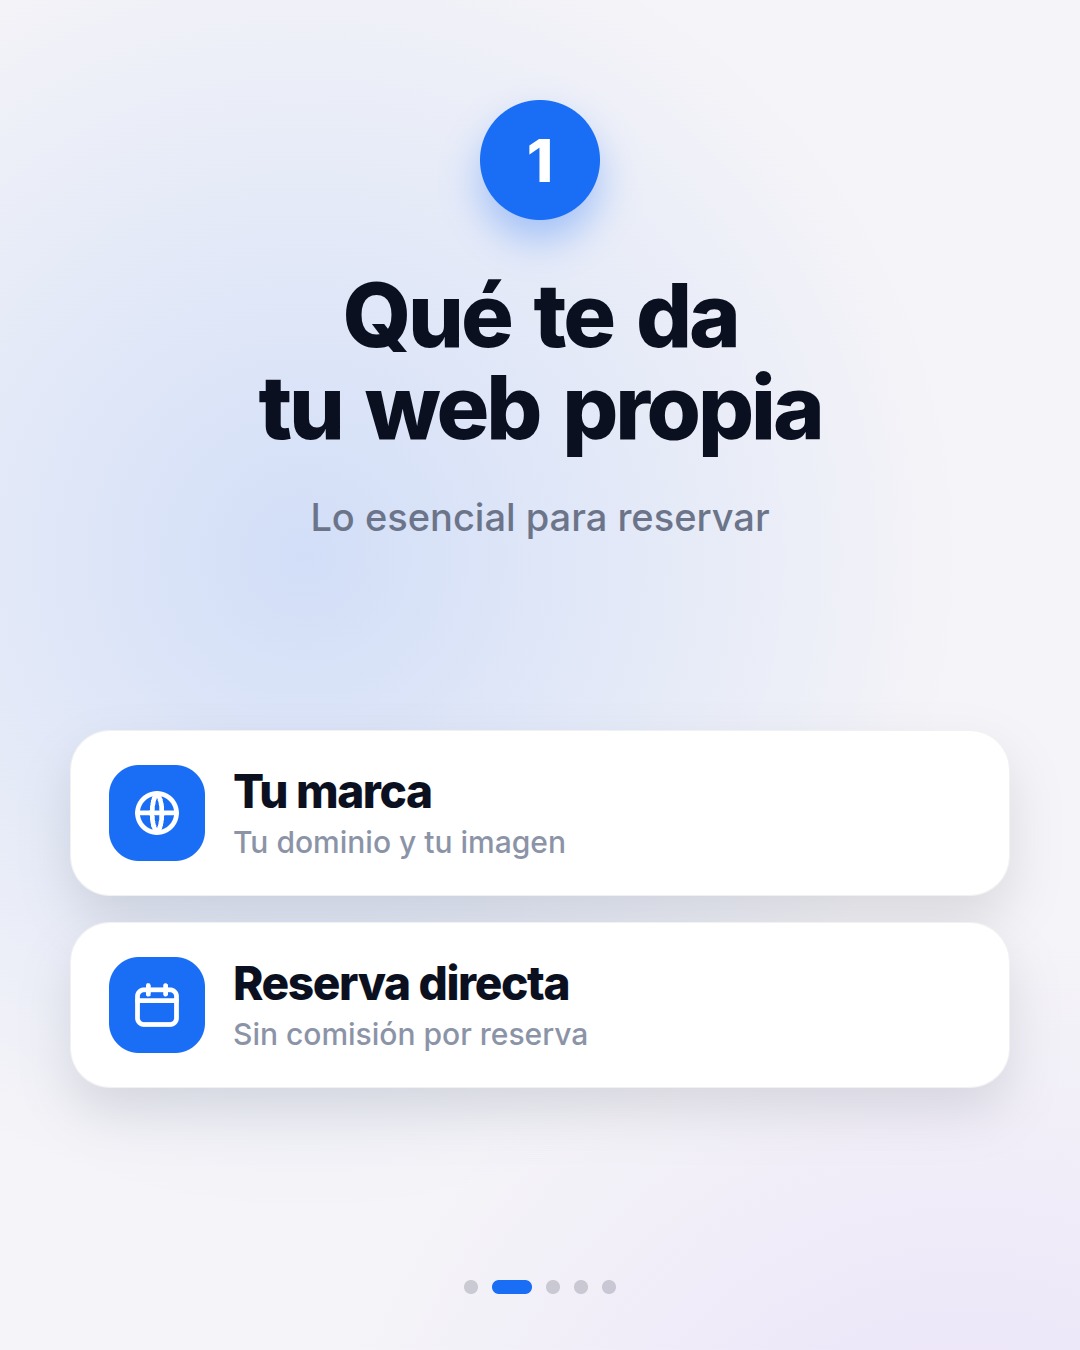 1
Qué te da
tu web propia
Lo esencial para reservar
Tu marca
Tu dominio y tu imagen
Reserva directa
Sin comisión por reserva